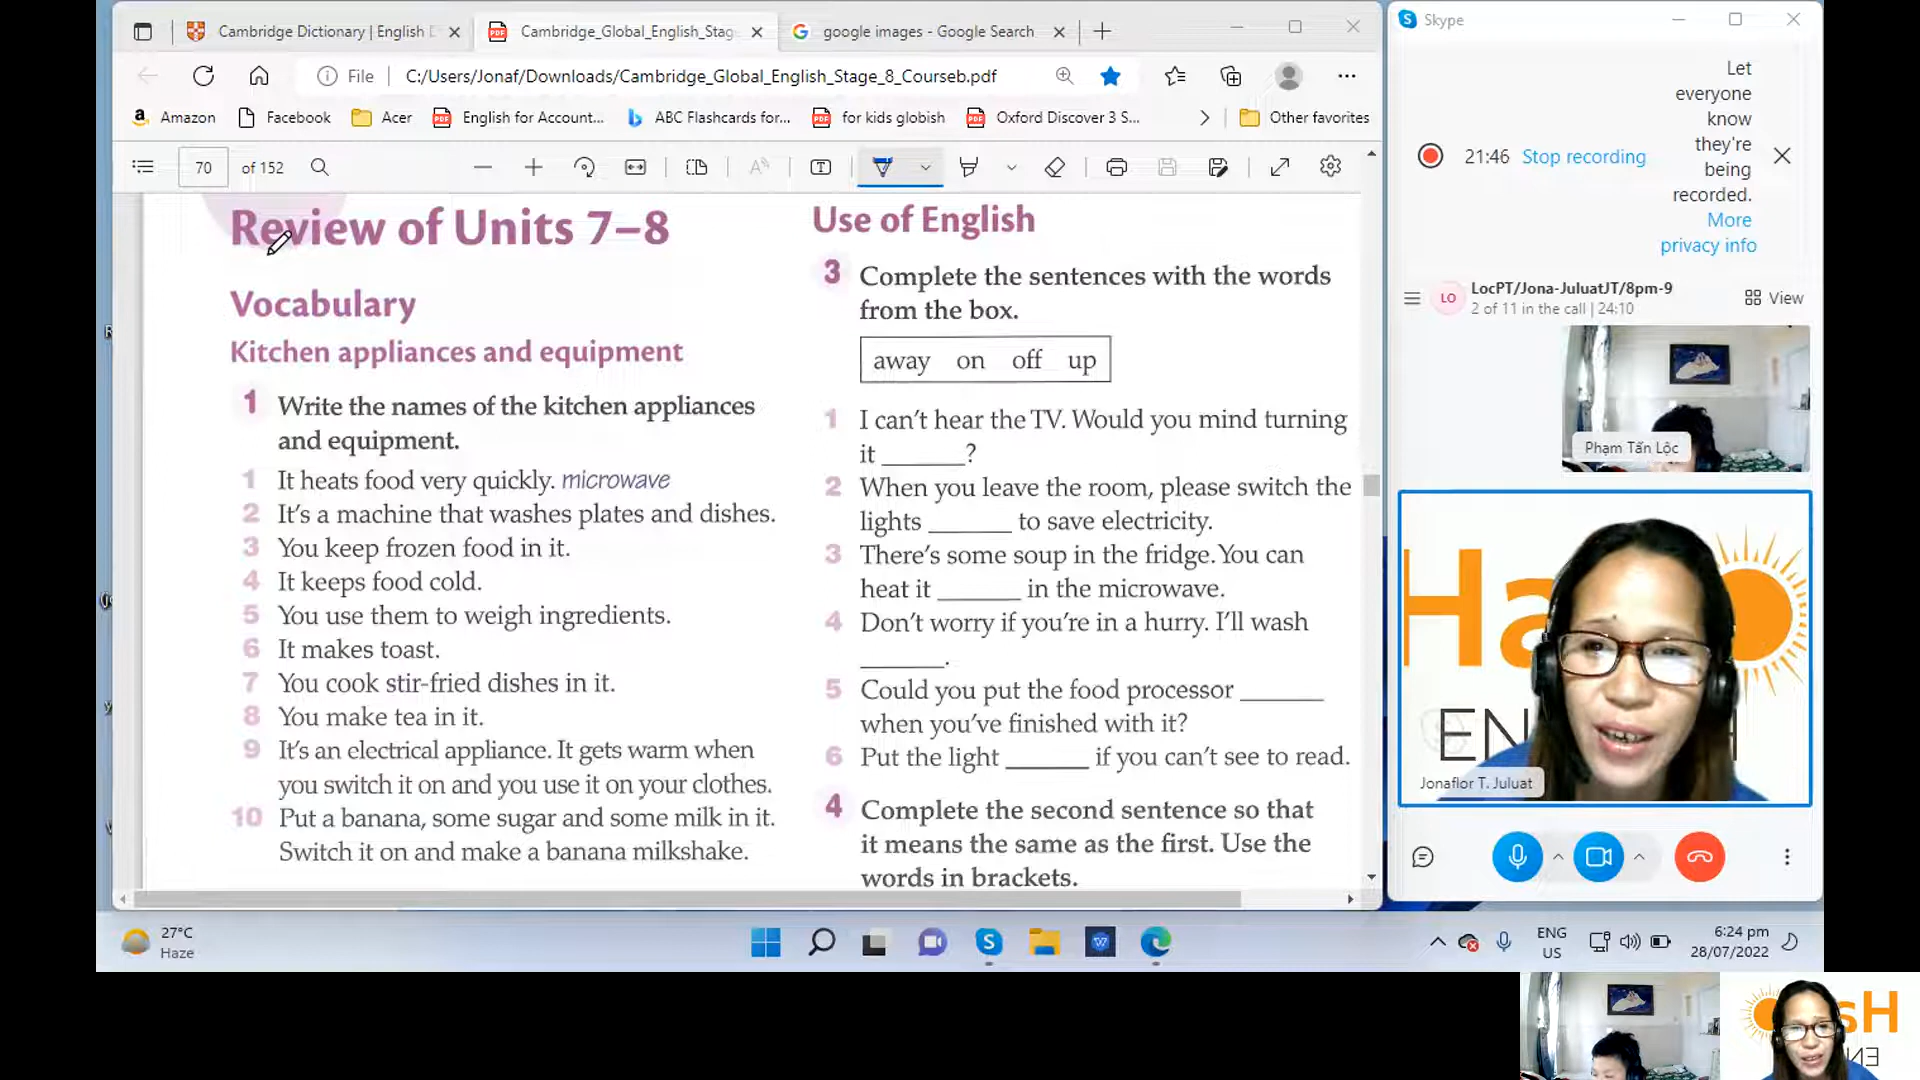 Cambridge Dictionary | English D
Cambridge_Global_English_Stag
google images - Google Search
File
C:/Users/Jonaf/Downloads/Cambridge_Global_English_Stage_8_Courseb.pdf
Amazon
Facebook
Acer
English for Account...
ABC Flashcards for...
for kids globish
Oxford Discover 3 S...
Other favorites
70 of 152
Review of Units 7–8
Vocabulary
Kitchen appliances and equipment
1 Write the names of the kitchen appliances
and equipment.
1 It heats food very quickly. microwave
2 It's a machine that washes plates and dishes.
3 You keep frozen food in it.
4 It keeps food cold.
5 You use them to weigh ingredients.
6 It makes toast.
7 You cook stir-fried dishes in it.
8 You make tea in it.
9 It's an electrical appliance. It gets warm when
you switch it on and you use it on your clothes.
10 Put a banana, some sugar and some milk in it.
Switch it on and make a banana milkshake.
Use of English
3 Complete the sentences with the words
from the box.
away on off up
1 I can't hear the TV. Would you mind turning
it ______?
2 When you leave the room, please switch the
lights ______ to save electricity.
3 There's some soup in the fridge. You can
heat it ______ in the microwave.
4 Don't worry if you're in a hurry. I'll wash
______.
5 Could you put the food processor ______
when you've finished with it?
6 Put the light ______ if you can't see to read.
4 Complete the second sentence so that
it means the same as the first. Use the
words in brackets.
Skype
21:46 Stop recording
Let
everyone
know
they're
being
recorded.
More
privacy info
LO
LocPT/Jona-JuluatJT/8pm-9
2 of 11 in the call | 24:10
View
Phạm Tấn Lộc
Ha
EN
H
Jonaflor T. Juluat
27°C
Haze
ENG
US
6:24 pm
28/07/2022